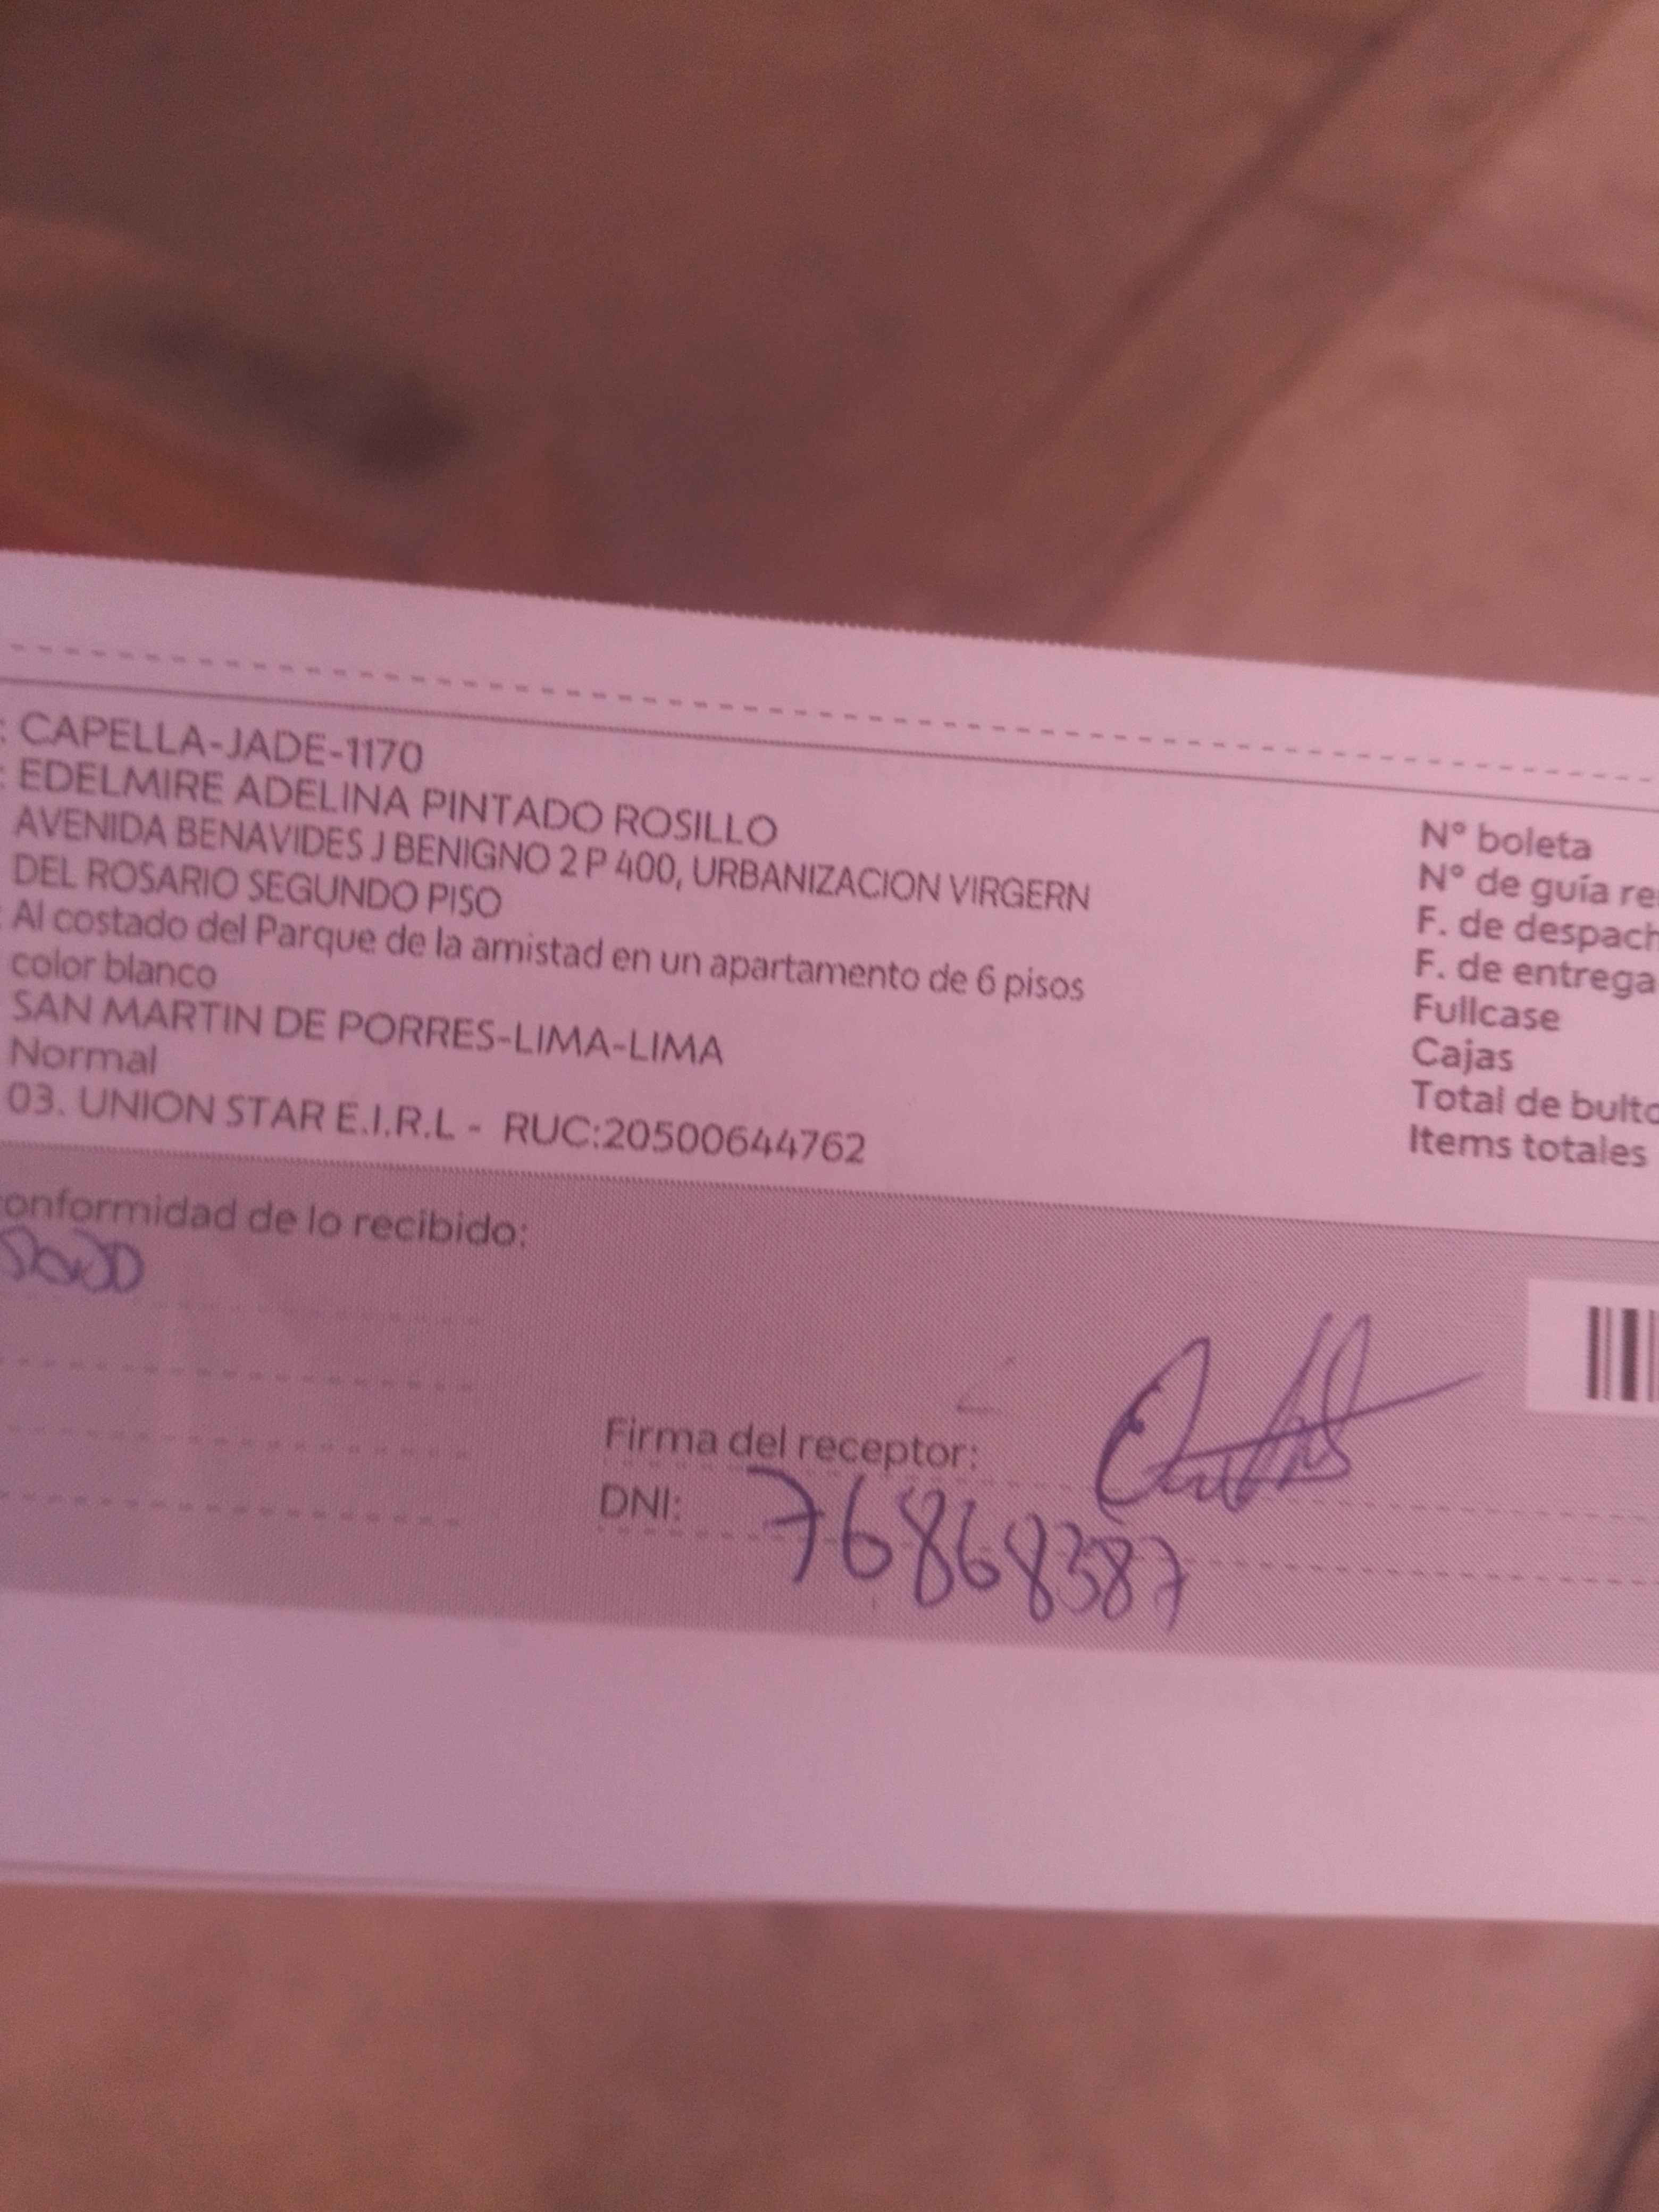 : CAPELLA-JADE-1170
: EDELMIRE ADELINA PINTADO ROSILLO
AVENIDA BENAVIDES J BENIGNO 2 P 400, URBANIZACION VIRGERN
DEL ROSARIO SEGUNDO PISO
: Al costado del Parque de la amistad en un apartamento de 6 pisos
color blanco
SAN MARTIN DE PORRES-LIMA-LIMA
Normal
03. UNION STAR E.I.R.L - RUC:20500644762
N° boleta
N° de guía re
F. de despach
F. de entrega
Fullcase
Cajas
Total de bulto
Items totales
onformidad de lo recibido:
Firma del receptor:
DNI: 76868387